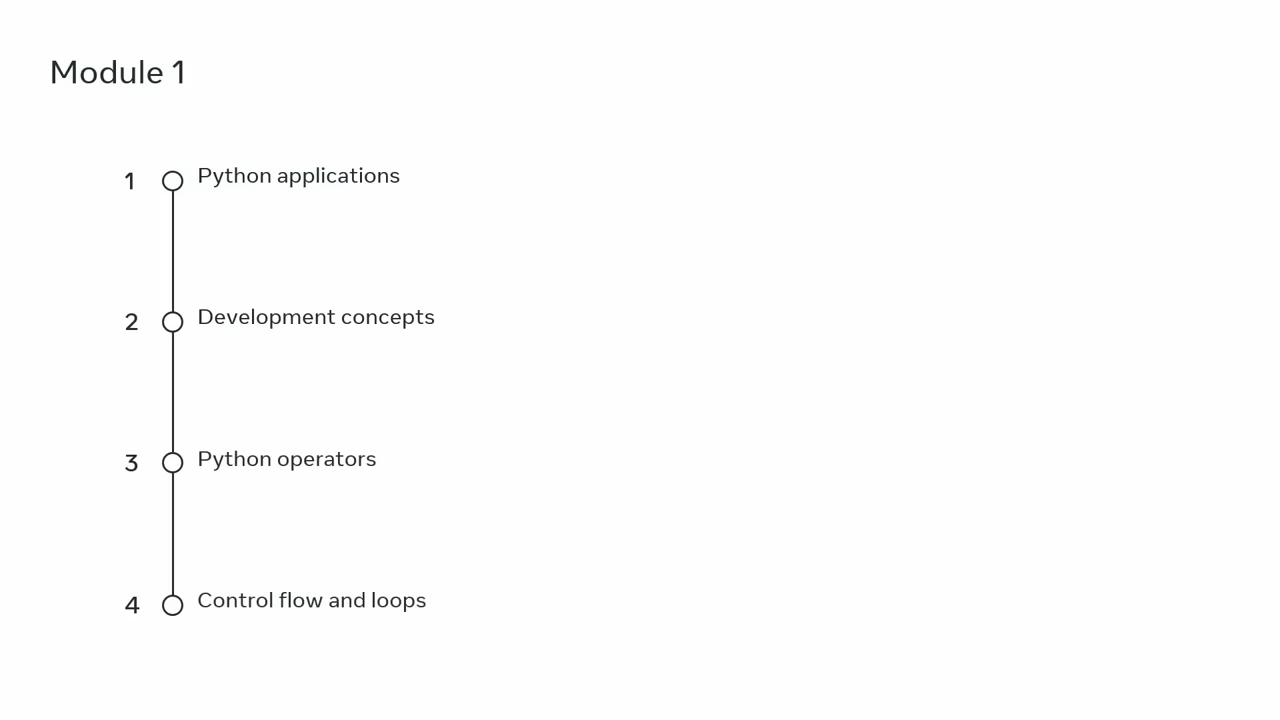 Module 1
1 Python applications
2 Development concepts
3 Python operators
4 Control flow and loops